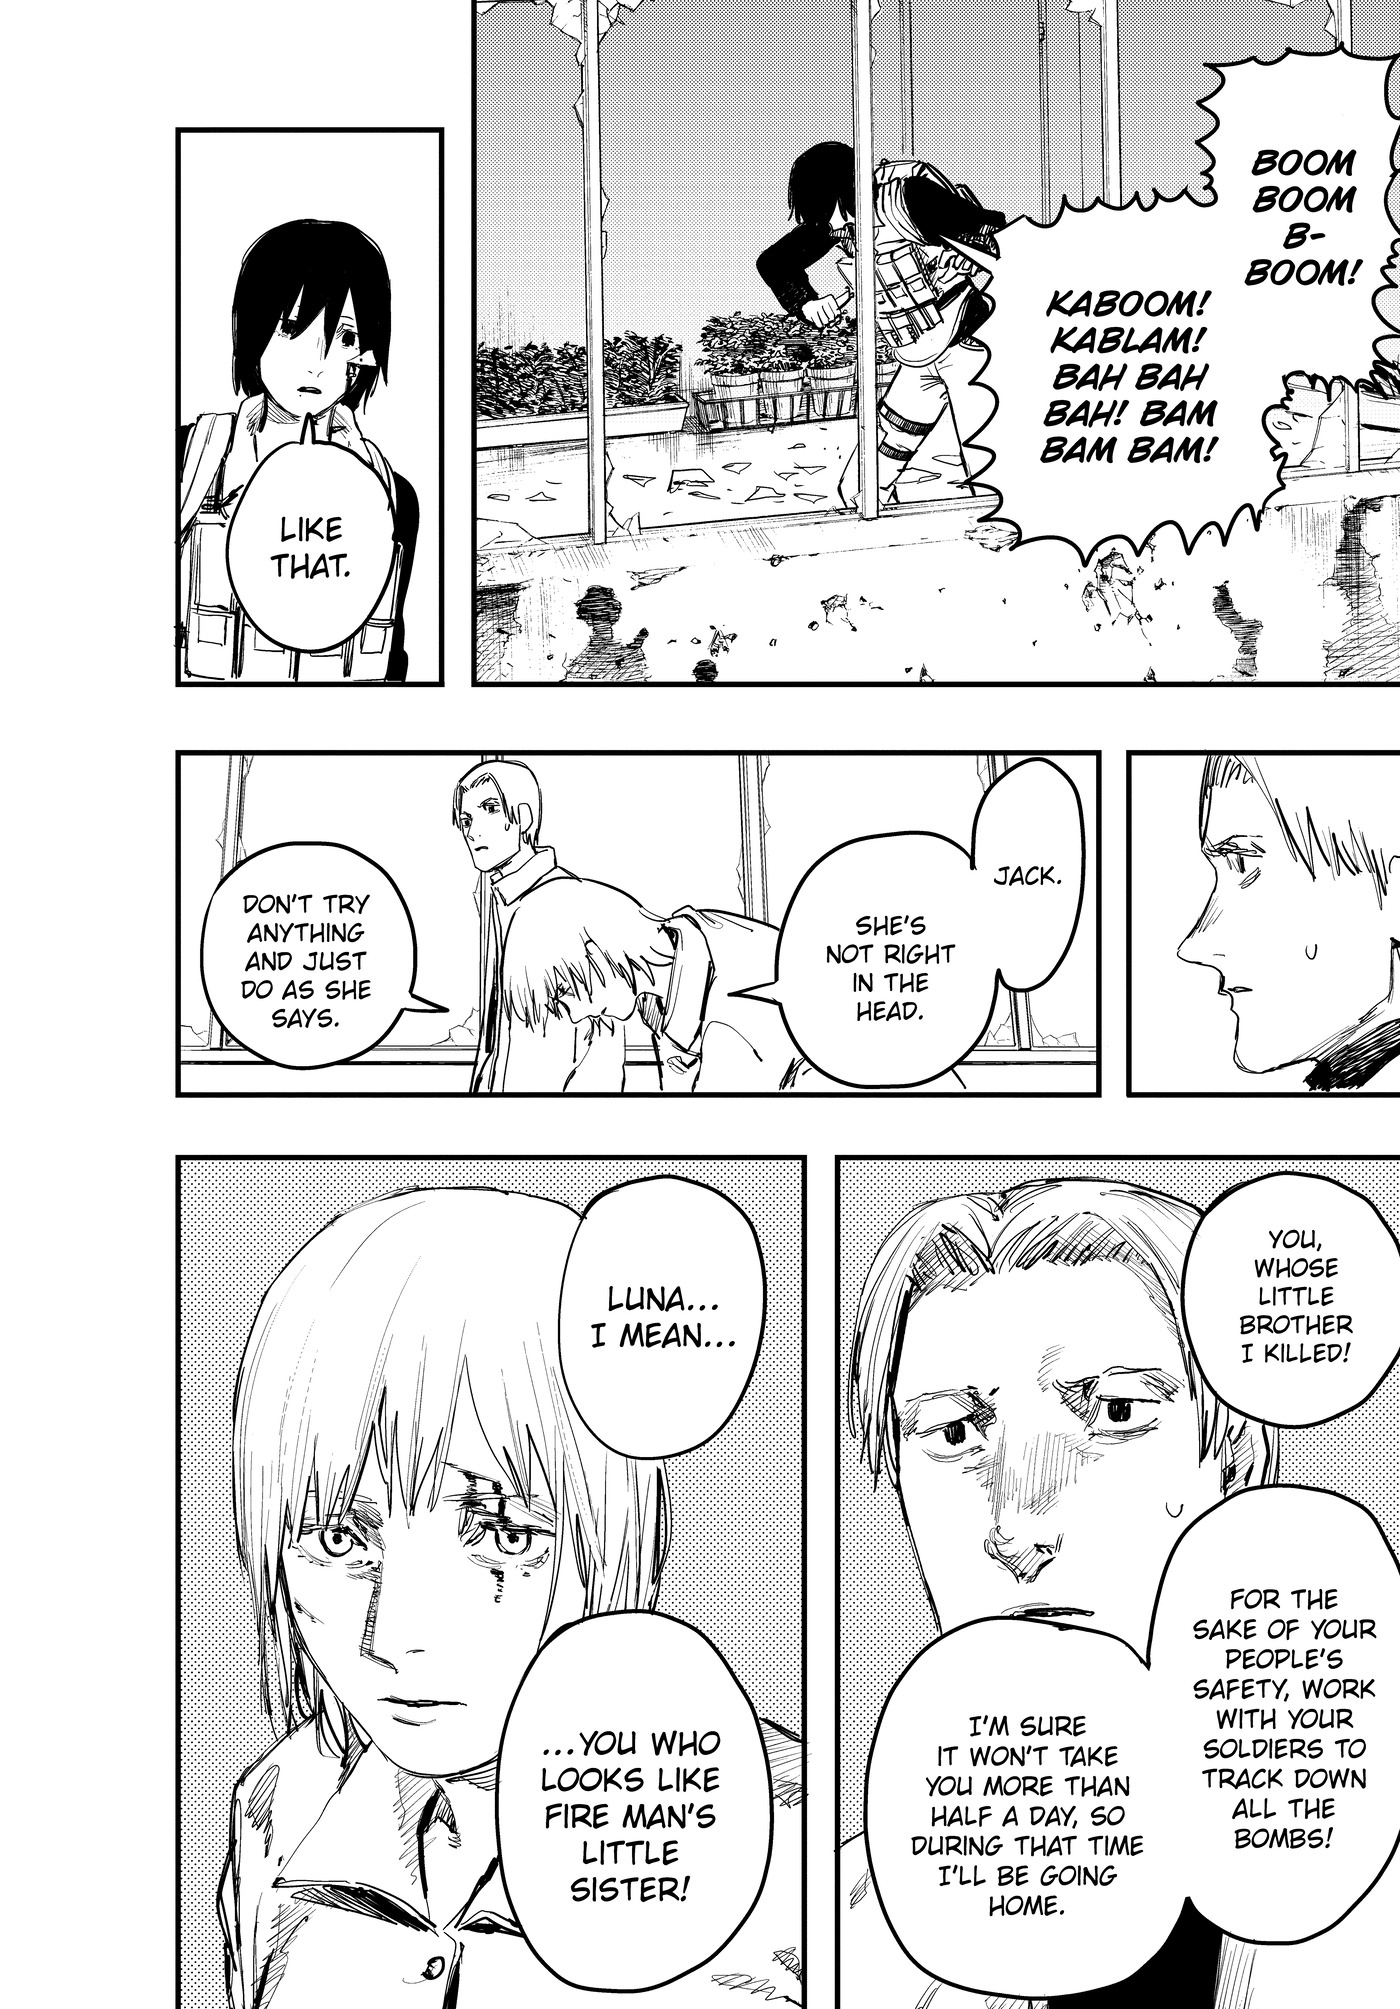 BOOM
BOOM
B-
BOOM!
KABOOM!
KABLAM!
BAH BAH
BAH! BAM
BAM BAM!
LIKE
THAT.
JACK.
SHE'S
NOT RIGHT
IN THE
HEAD.
DON'T TRY
ANYTHING
AND JUST
DO AS SHE
SAYS.
YOU,
WHOSE
LITTLE
BROTHER
I KILLED!
FOR THE
SAKE OF YOUR
PEOPLE'S
SAFETY, WORK
WITH YOUR
SOLDIERS TO
TRACK DOWN
ALL THE
BOMBS!
I'M SURE
IT WON'T TAKE
YOU MORE THAN
HALF A DAY, SO
DURING THAT TIME
I'LL BE GOING
HOME.
LUNA...
I MEAN...
...YOU WHO
LOOKS LIKE
FIRE MAN'S
LITTLE
SISTER!